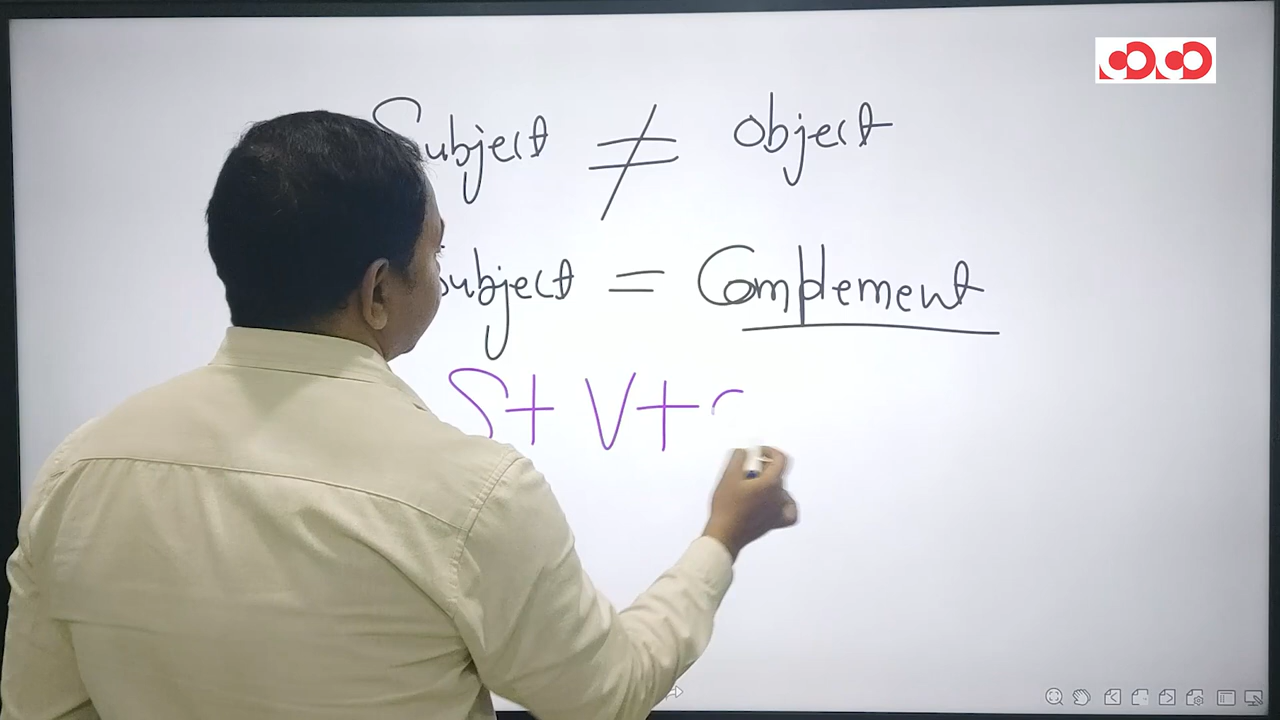 Subject ≠ object
Subject = Complement
S + V +